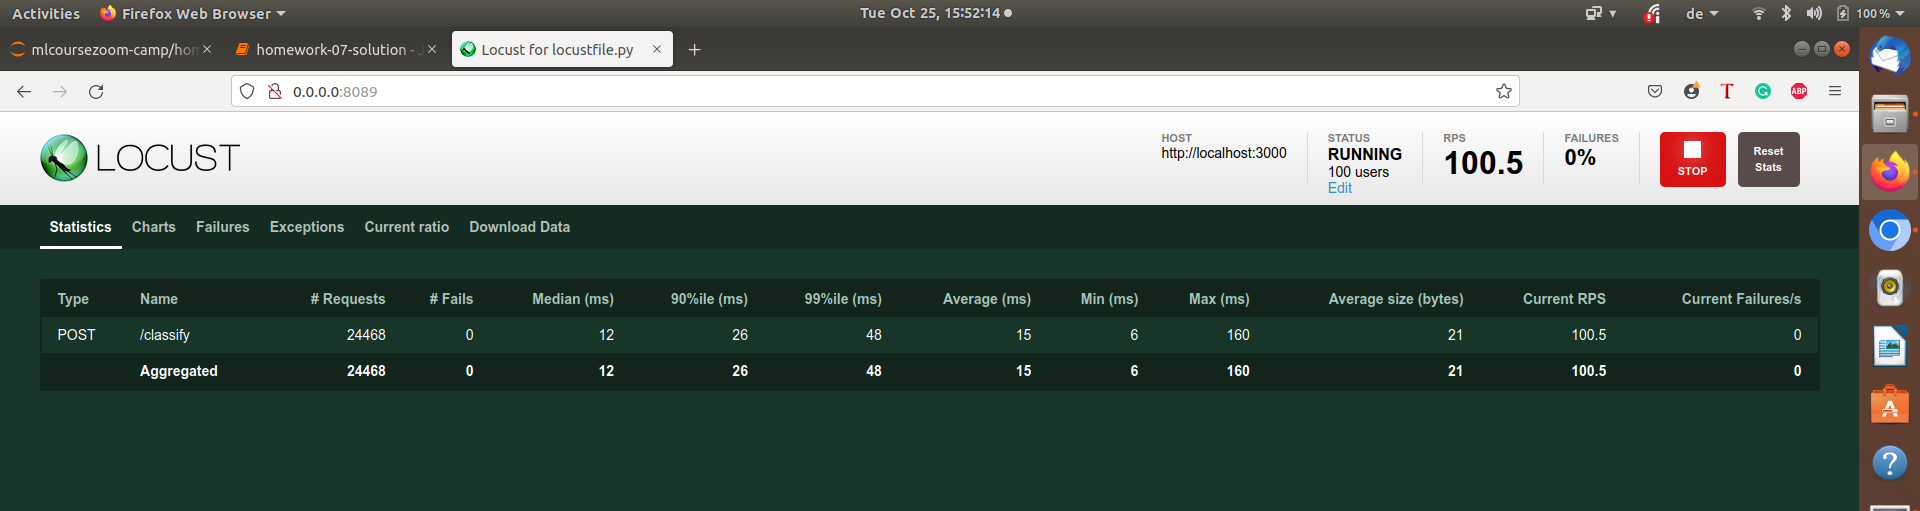 Activities Firefox Web Browser Tue Oct 25, 15:52:14 de 100 %
mlcoursezoom-camp/hom homework-07-solution - J Locust for locustfile.py
0.0.0.0:8089 T ABP
LOCUST
HOST
http://localhost:3000
STATUS
RUNNING
100 users
Edit
RPS
100.5
FAILURES
0%
STOP
Reset
Stats
Statistics Charts Failures Exceptions Current ratio Download Data
Type Name # Requests # Fails Median (ms) 90%ile (ms) 99%ile (ms) Average (ms) Min (ms) Max (ms) Average size (bytes) Current RPS Current Failures/s
POST /classify 24468 0 12 26 48 15 6 160 21 100.5 0
Aggregated 24468 0 12 26 48 15 6 160 21 100.5 0